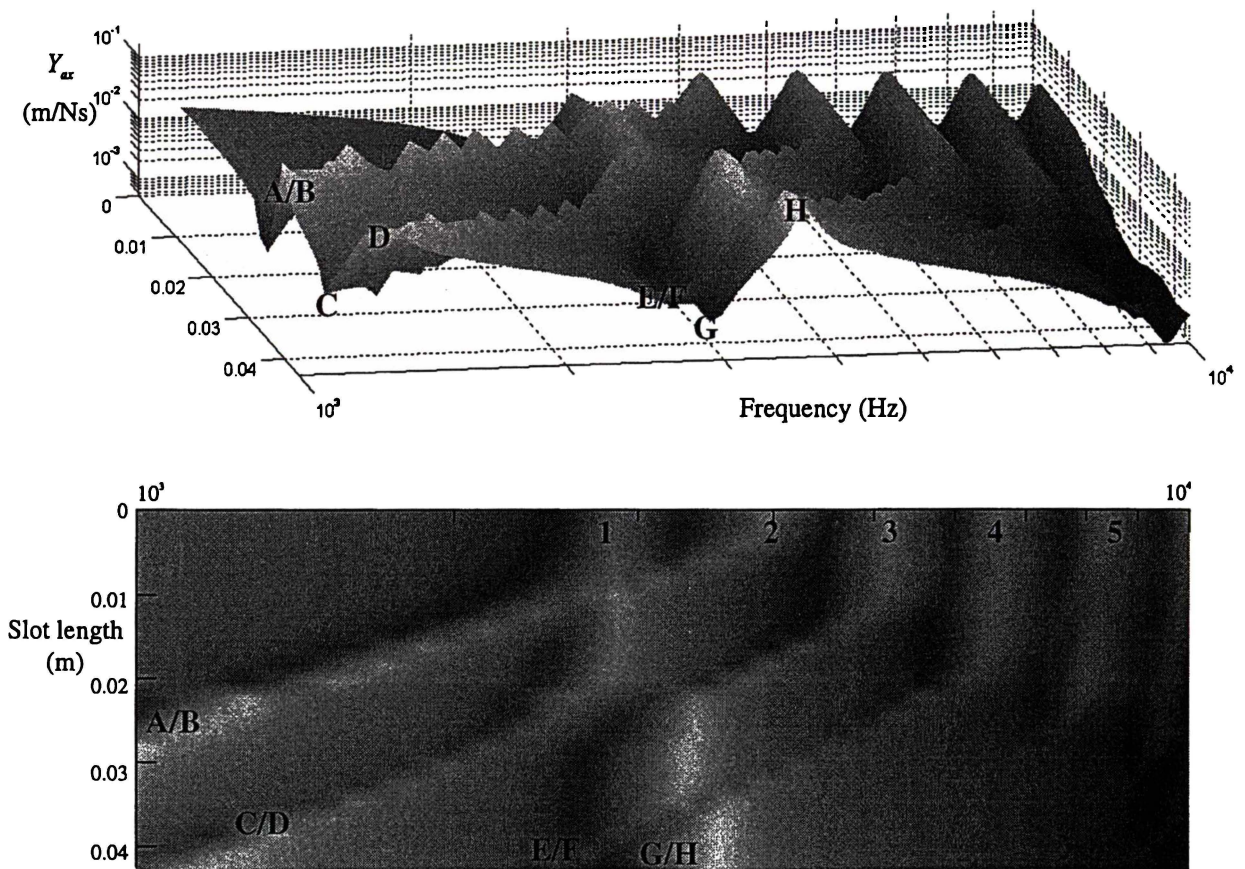 10⁻¹
Y_ax
(m/Ns)
10⁻²
10⁻³
0
0.01
0.02
0.03
0.04
10³
10⁴
Frequency (Hz)
A/B
D
C
E/F
G
H
10³
10⁴
0
0.01
Slot length
(m)
0.02
0.03
0.04
1 2 3 4 5
A/B
C/D
E/F G/H